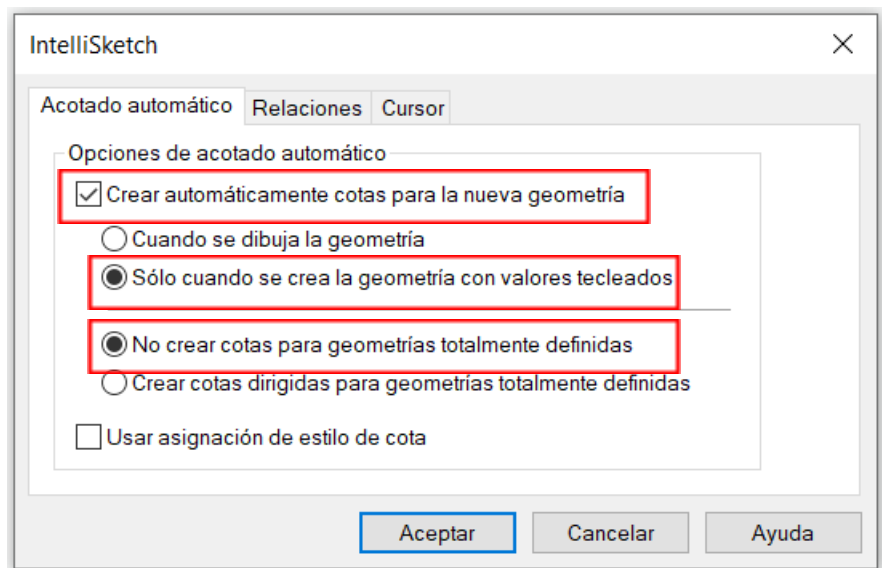 IntelliSketch
Acotado automático Relaciones Cursor
Opciones de acotado automático
Crear automáticamente cotas para la nueva geometría
Cuando se dibuja la geometría
Sólo cuando se crea la geometría con valores tecleados
No crear cotas para geometrías totalmente definidas
Crear cotas dirigidas para geometrías totalmente definidas
Usar asignación de estilo de cota
Aceptar Cancelar Ayuda